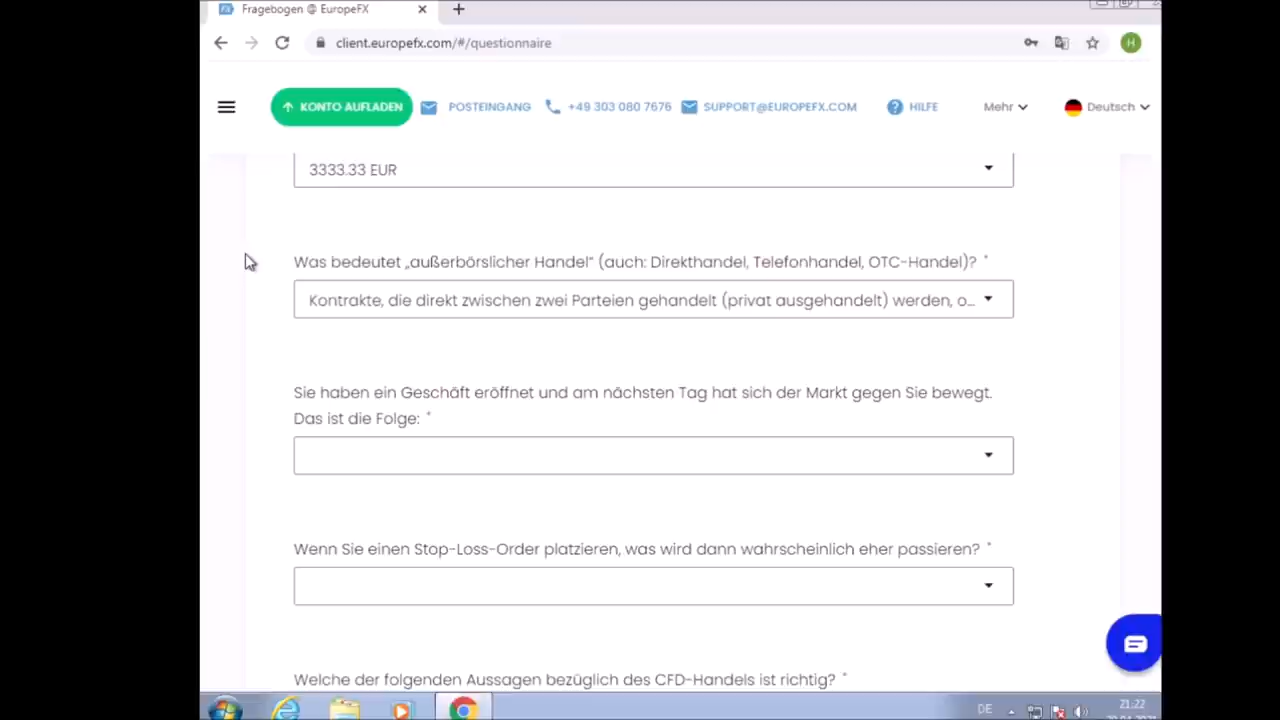 Fragebogen @ EuropeFX
client.europefx.com/#/questionnaire
H
KONTO AUFLADEN
POSTEINGANG
+49 303 080 7676
SUPPORT@EUROPEFX.COM
HILFE
Mehr
Deutsch
3333.33 EUR
Was bedeutet „außerbörslicher Handel“ (auch: Direkthandel, Telefonhandel, OTC-Handel)? *
Kontrakte, die direkt zwischen zwei Parteien gehandelt (privat ausgehandelt) werden, o...
Sie haben ein Geschäft eröffnet und am nächsten Tag hat sich der Markt gegen Sie bewegt.
Das ist die Folge: *
Wenn Sie einen Stop-Loss-Order platzieren, was wird dann wahrscheinlich eher passieren? *
Welche der folgenden Aussagen bezüglich des CFD-Handels ist richtig? *
DE
21:22